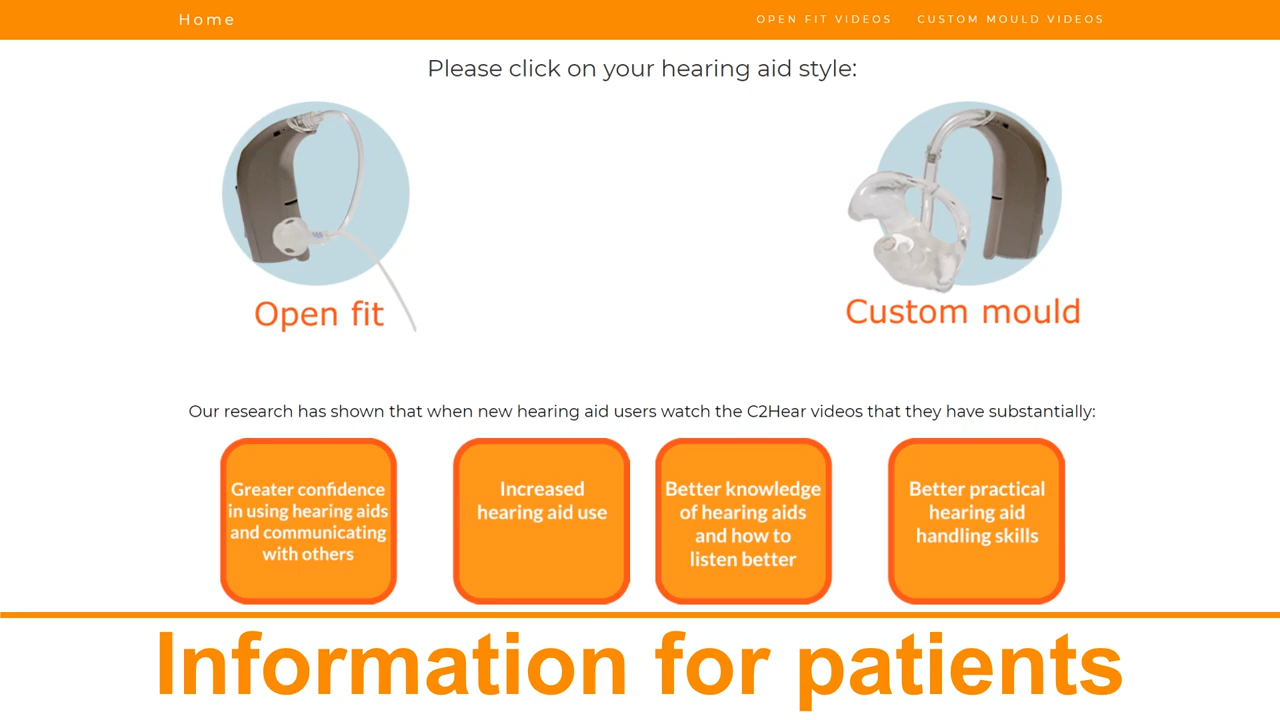 Home
OPEN FIT VIDEOS
CUSTOM MOULD VIDEOS
Please click on your hearing aid style:
Open fit
Custom mould
Our research has shown that when new hearing aid users watch the C2Hear videos that they have substantially:
Greater confidence
in using hearing aids
and communicating
with others
Increased
hearing aid use
Better knowledge
of hearing aids
and how to
listen better
Better practical
hearing aid
handling skills
Information for patients